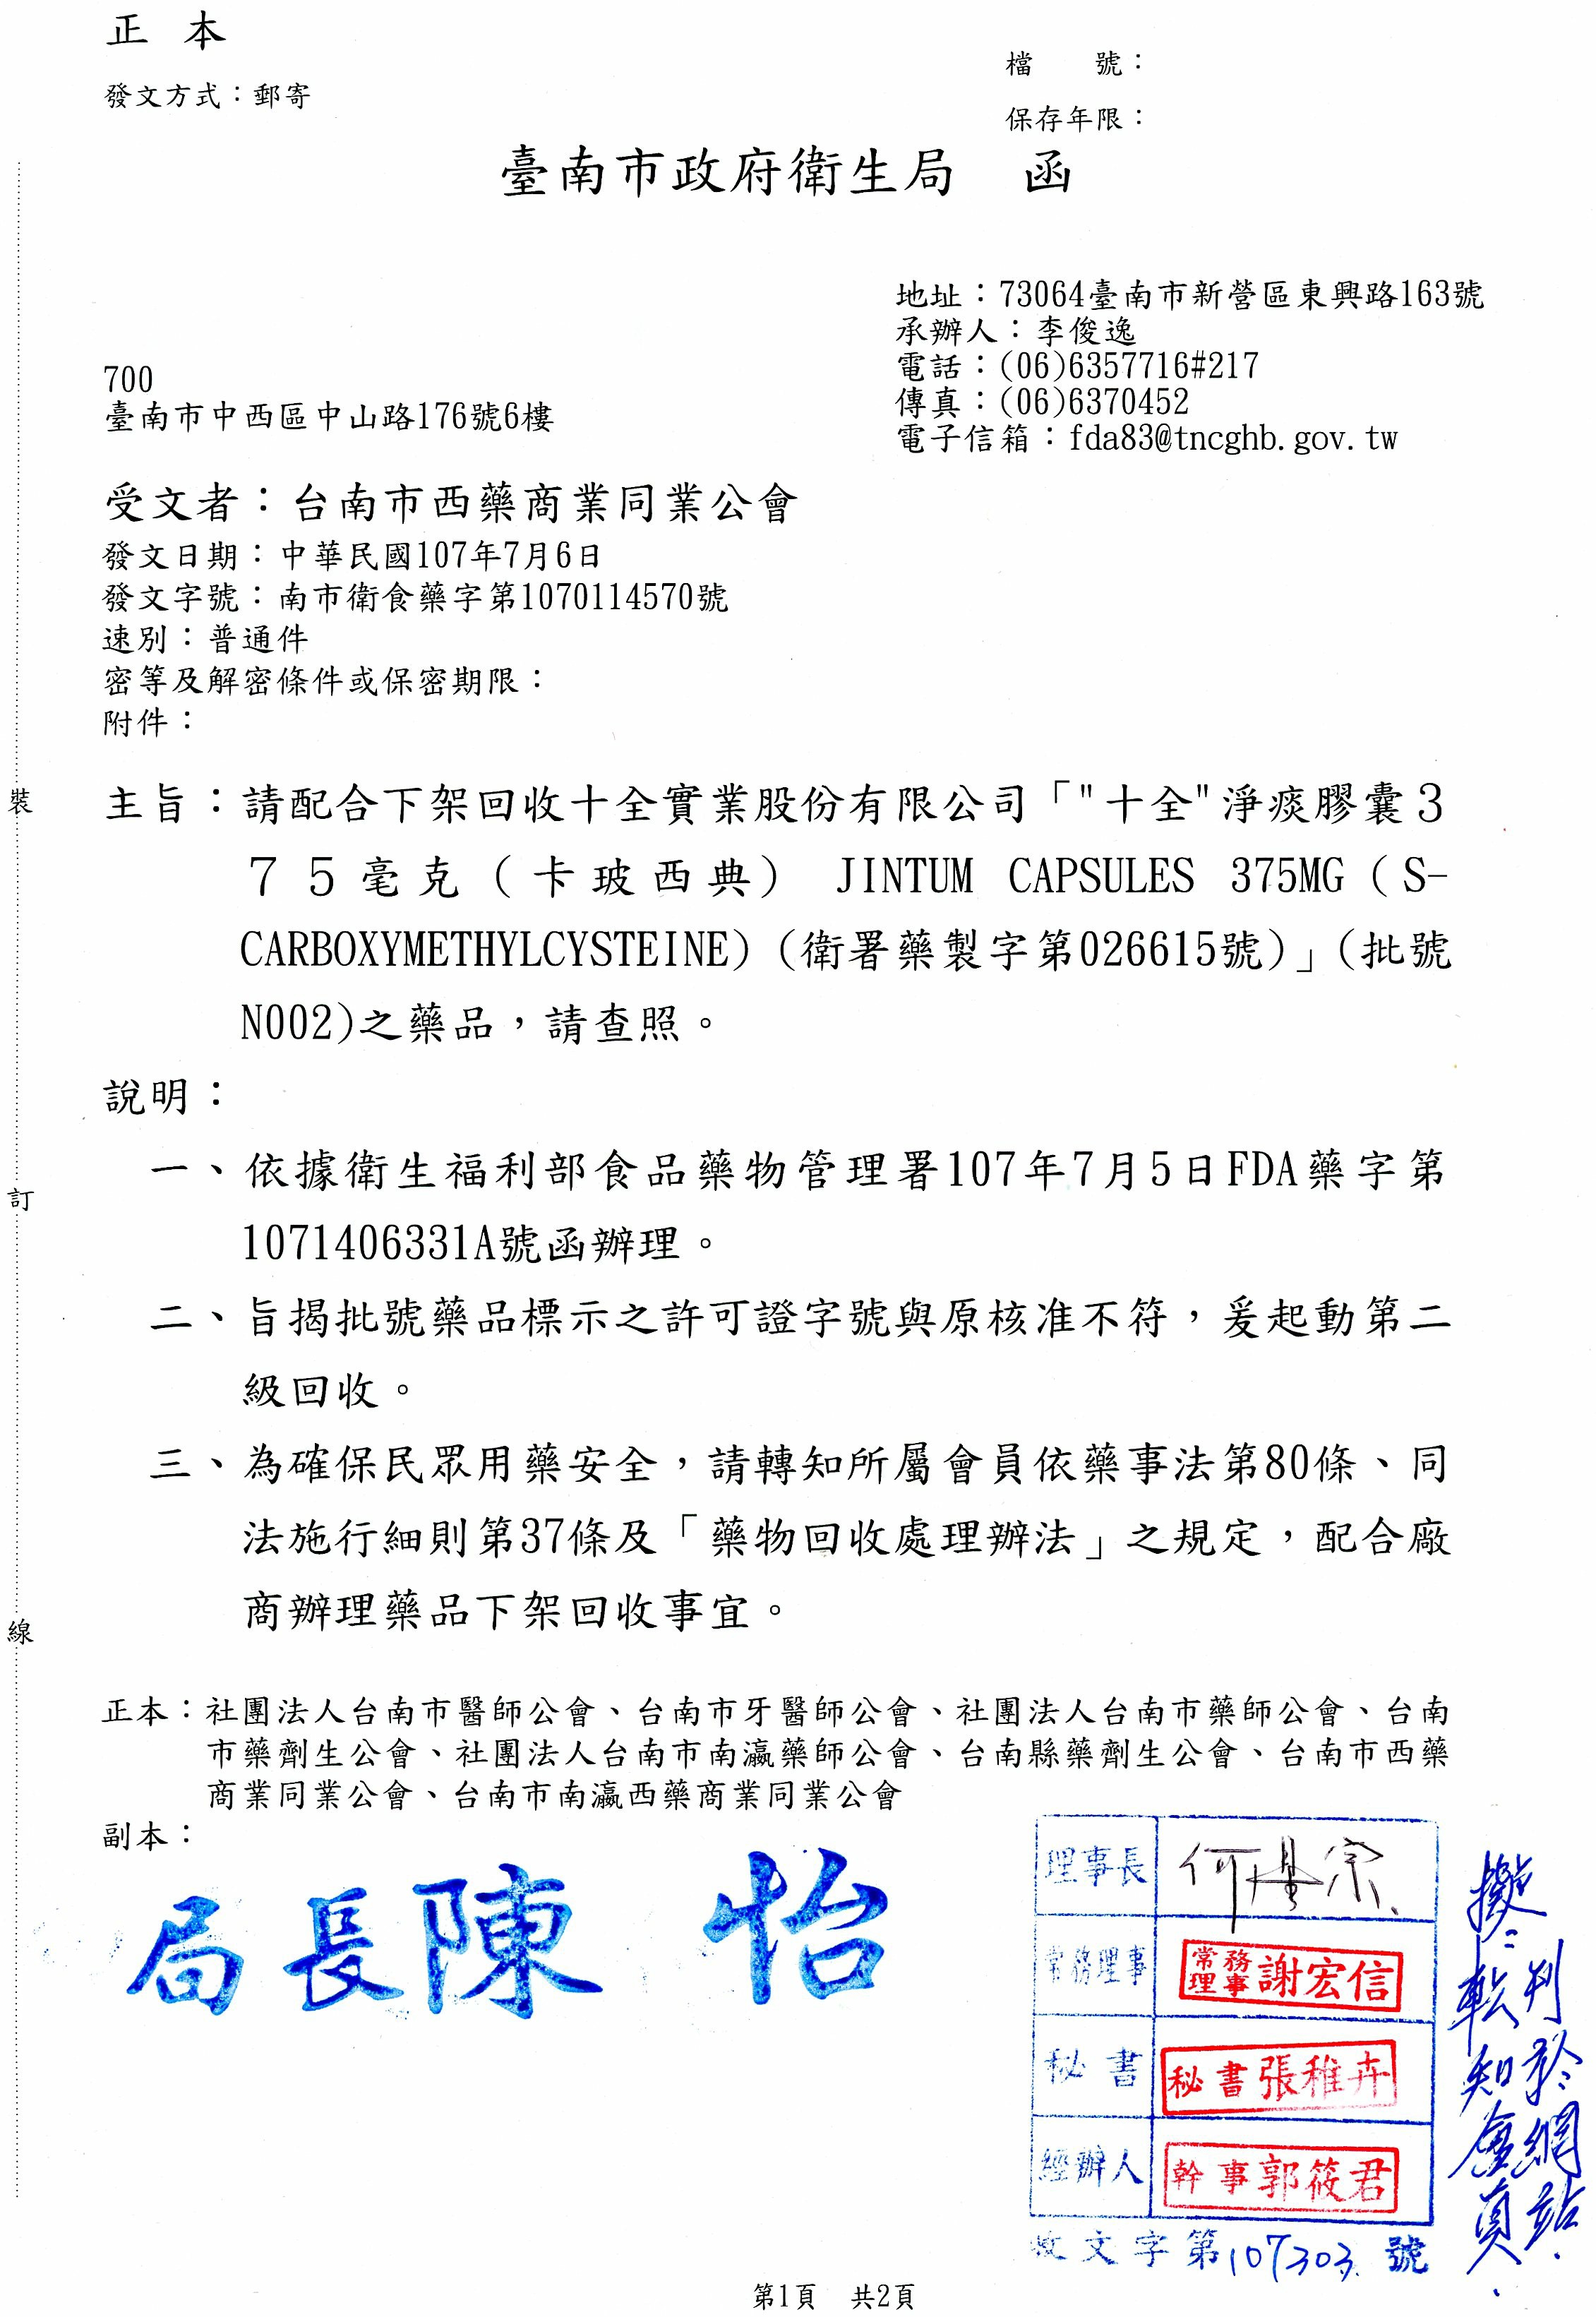 正 本
發文方式：郵寄
檔　　號：
保存年限：
臺南市政府衛生局　函
地址：73064臺南市新營區東興路163號
承辦人：李俊逸
電話：(06)6357716#217
傳真：(06)6370452
電子信箱：fda83@tncghb.gov.tw
700
臺南市中西區中山路176號6樓
受文者：台南市西藥商業同業公會
發文日期：中華民國107年7月6日
發文字號：南市衛食藥字第1070114570號
速別：普通件
密等及解密條件或保密期限：
附件：
主旨：請配合下架回收十全實業股份有限公司「"十全"淨痰膠囊３
７５毫克（卡玻西典) JINTUM CAPSULES 375MG（S-
CARBOXYMETHYLCYSTEINE)(衛署藥製字第026615號)」(批號
N002)之藥品，請查照。
說明：
一、依據衛生福利部食品藥物管理署107年7月5日FDA藥字第
1071406331A號函辦理。
二、旨揭批號藥品標示之許可證字號與原核准不符，爰起動第二
級回收。
三、為確保民眾用藥安全，請轉知所屬會員依藥事法第80條、同
法施行細則第37條及「藥物回收處理辦法」之規定，配合廠
商辦理藥品下架回收事宜。
正本：社團法人台南市醫師公會、台南市牙醫師公會、社團法人台南市藥師公會、台南
市藥劑生公會、社團法人台南市南瀛藥師公會、台南縣藥劑生公會、台南市西藥
商業同業公會、台南市南瀛西藥商業同業公會
副本：
局長陳 怡
理事長
常務理事 常務理事謝宏信
秘書 秘書張稚卉
經辦人 幹事郭筱君
收文字第107303號
擬：轉知會員
刊於網站.
裝
訂
線
第1頁　共2頁